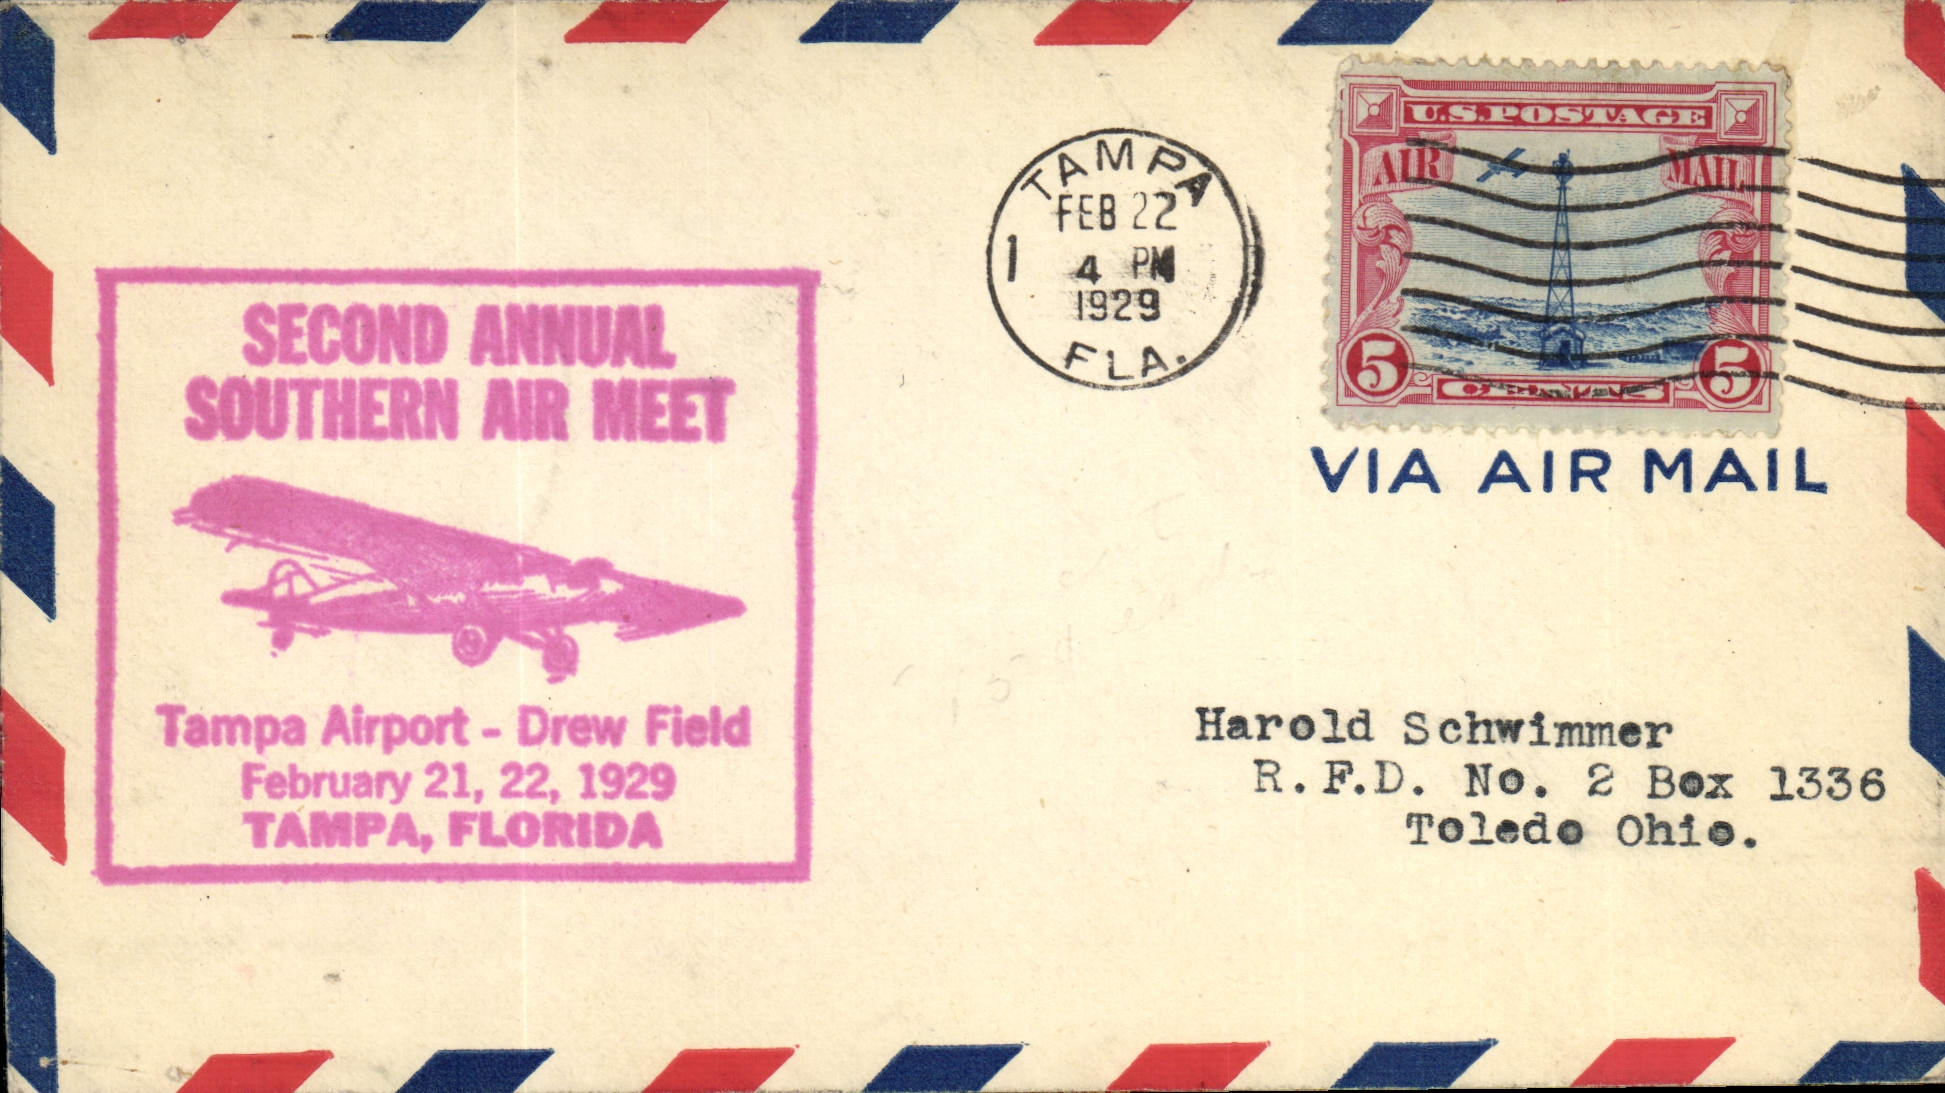 SECOND ANNUAL
SOUTHERN AIR MEET
Tampa Airport - Drew Field
February 21, 22, 1929
TAMPA, FLORIDA
TAMPA
FEB 22
1 4 PM
1929
FLA.
U.S. POSTAGE
AIR MAIL
5 CENTS 5
VIA AIR MAIL
Harold Schwimmer
R.F.D. No. 2 Box 1336
Toledo Ohio.